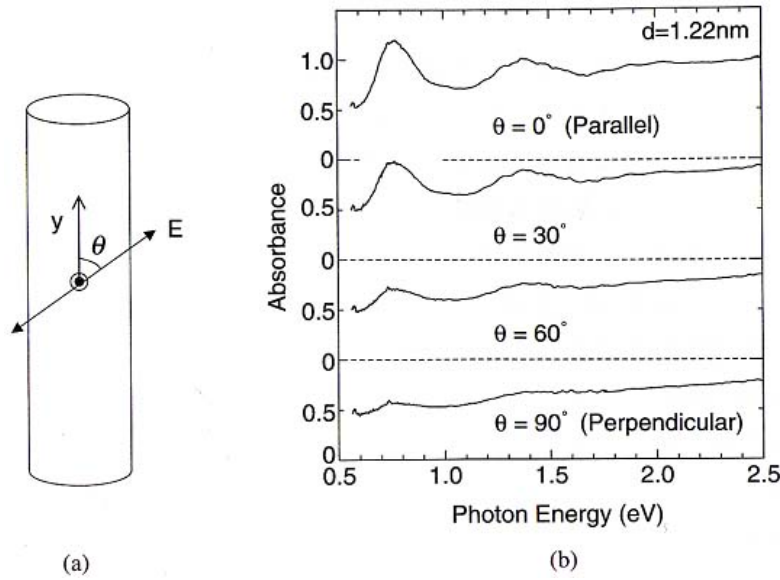 y
θ
E
(a)
d=1.22nm
1.0
0.5
θ = 0° (Parallel)
0
0.5
θ = 30°
0
0.5
θ = 60°
0
0.5
θ = 90° (Perpendicular)
0
0.5 1.0 1.5 2.0 2.5
Absorbance
Photon Energy (eV)
(b)